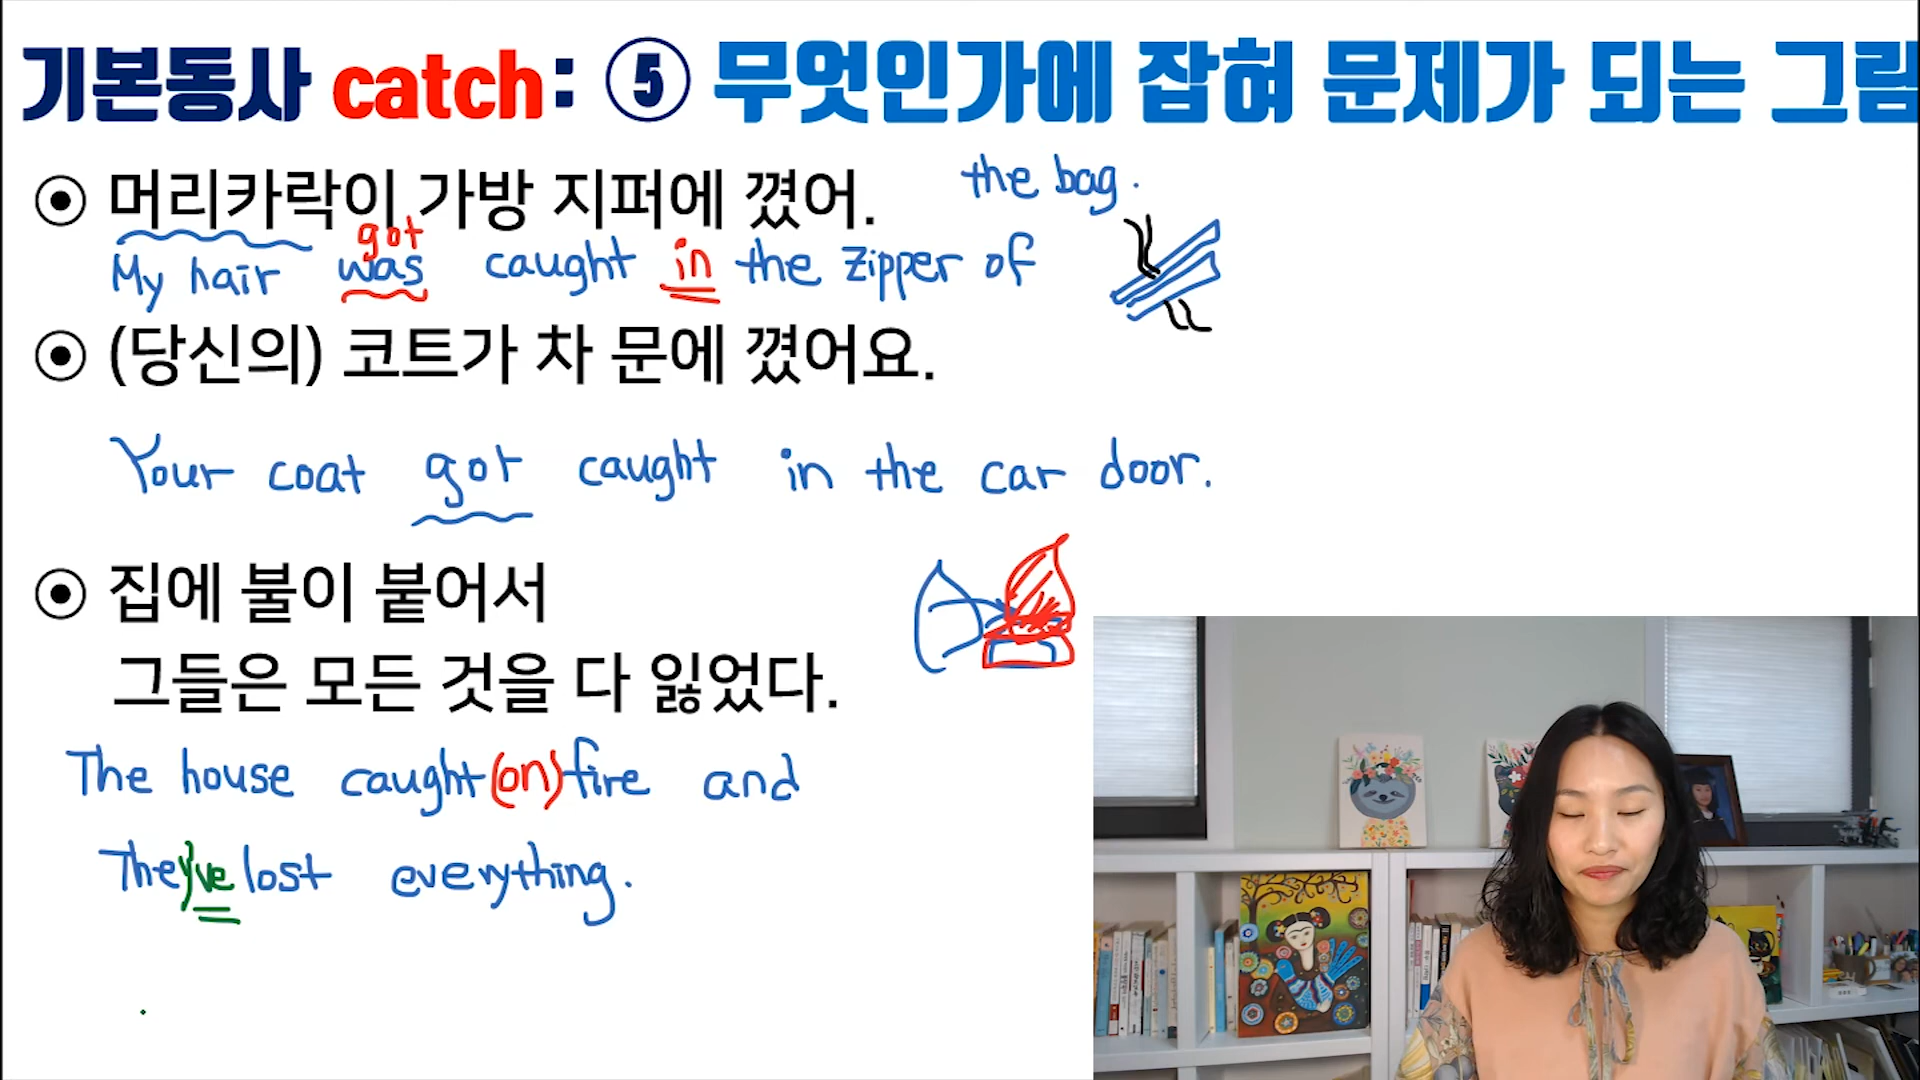 기본동사 catch: ⑤ 무엇인가에 잡혀 문제가 되는 그림
머리카락이 가방 지퍼에 꼈어.
the bag.
got
My hair was caught in the zipper of
(당신의) 코트가 차 문에 꼈어요.
Your coat got caught in the car door.
집에 불이 붙어서
그들은 모든 것을 다 잃었다.
The house caught (on) fire and
They've lost everything.